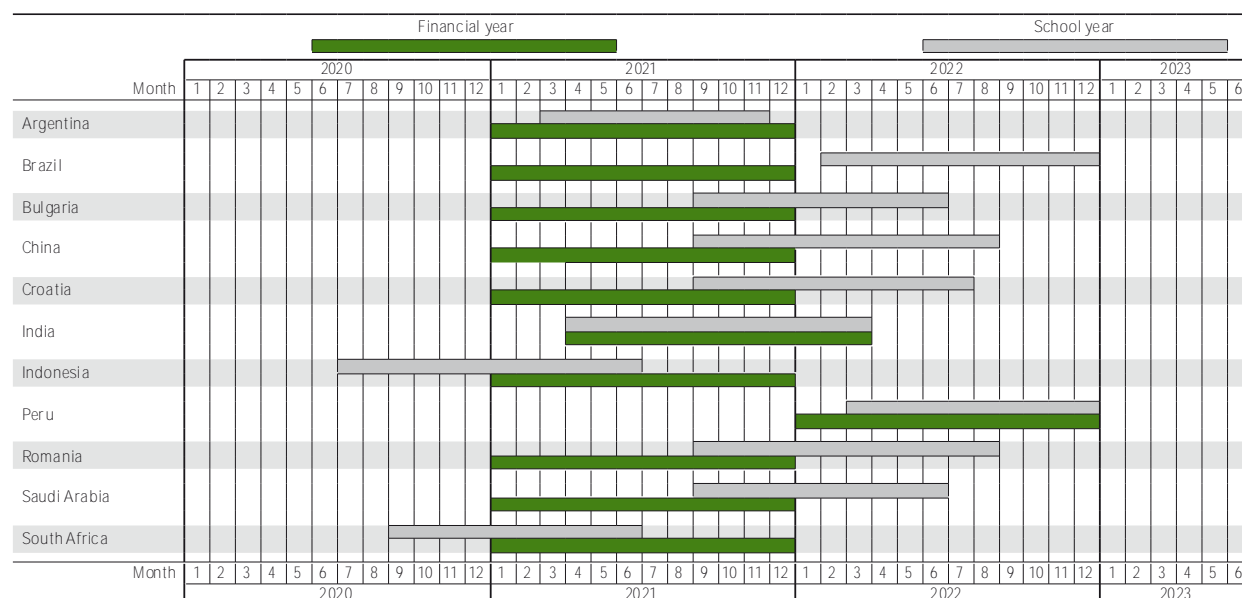 Financial year School year
2020 2021 2022 2023
Month 1 2 3 4 5 6 7 8 9 10 11 12 1 2 3 4 5 6 7 8 9 10 11 12 1 2 3 4 5 6 7 8 9 10 11 12 1 2 3 4 5 6
Argentina
Brazil
Bulgaria
China
Croatia
India
Indonesia
Peru
Romania
Saudi Arabia
South Africa
Month 1 2 3 4 5 6 7 8 9 10 11 12 1 2 3 4 5 6 7 8 9 10 11 12 1 2 3 4 5 6 7 8 9 10 11 12 1 2 3 4 5 6
2020 2021 2022 2023